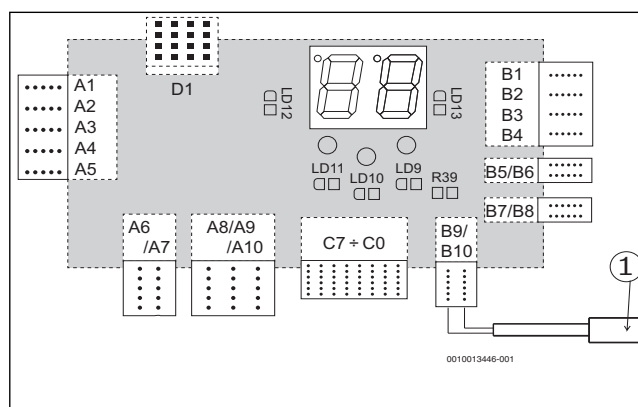 D1
A1
A2
A3
A4
A5
LD12
LD13
B1
B2
B3
B4
LD11
LD10
LD9
R39
B5/B6
B7/B8
A6
/A7
A8/A9
/A10
C7 ÷ C0
B9/
B10
1
0010013446-001